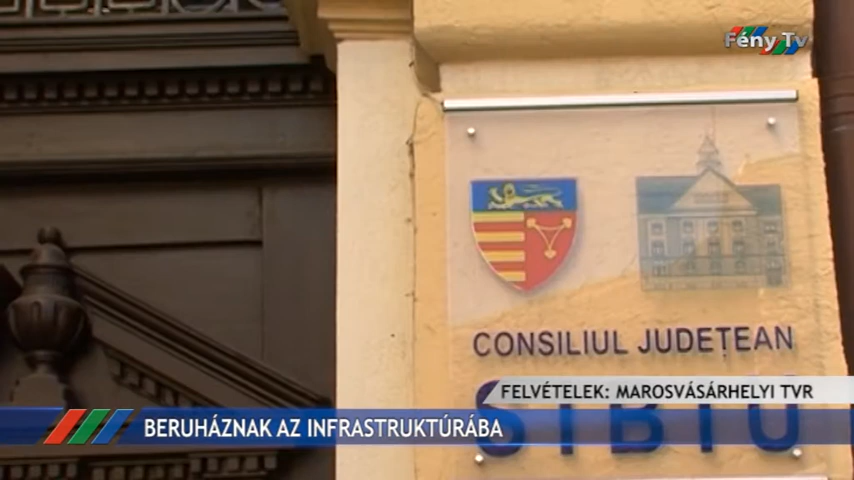 Fény Tv
CONSILIUL JUDEȚEAN
SIBIU
FELVÉTELEK: MAROSVÁSÁRHELYI TVR
BERUHÁZNAK AZ INFRASTRUKTÚRÁBA